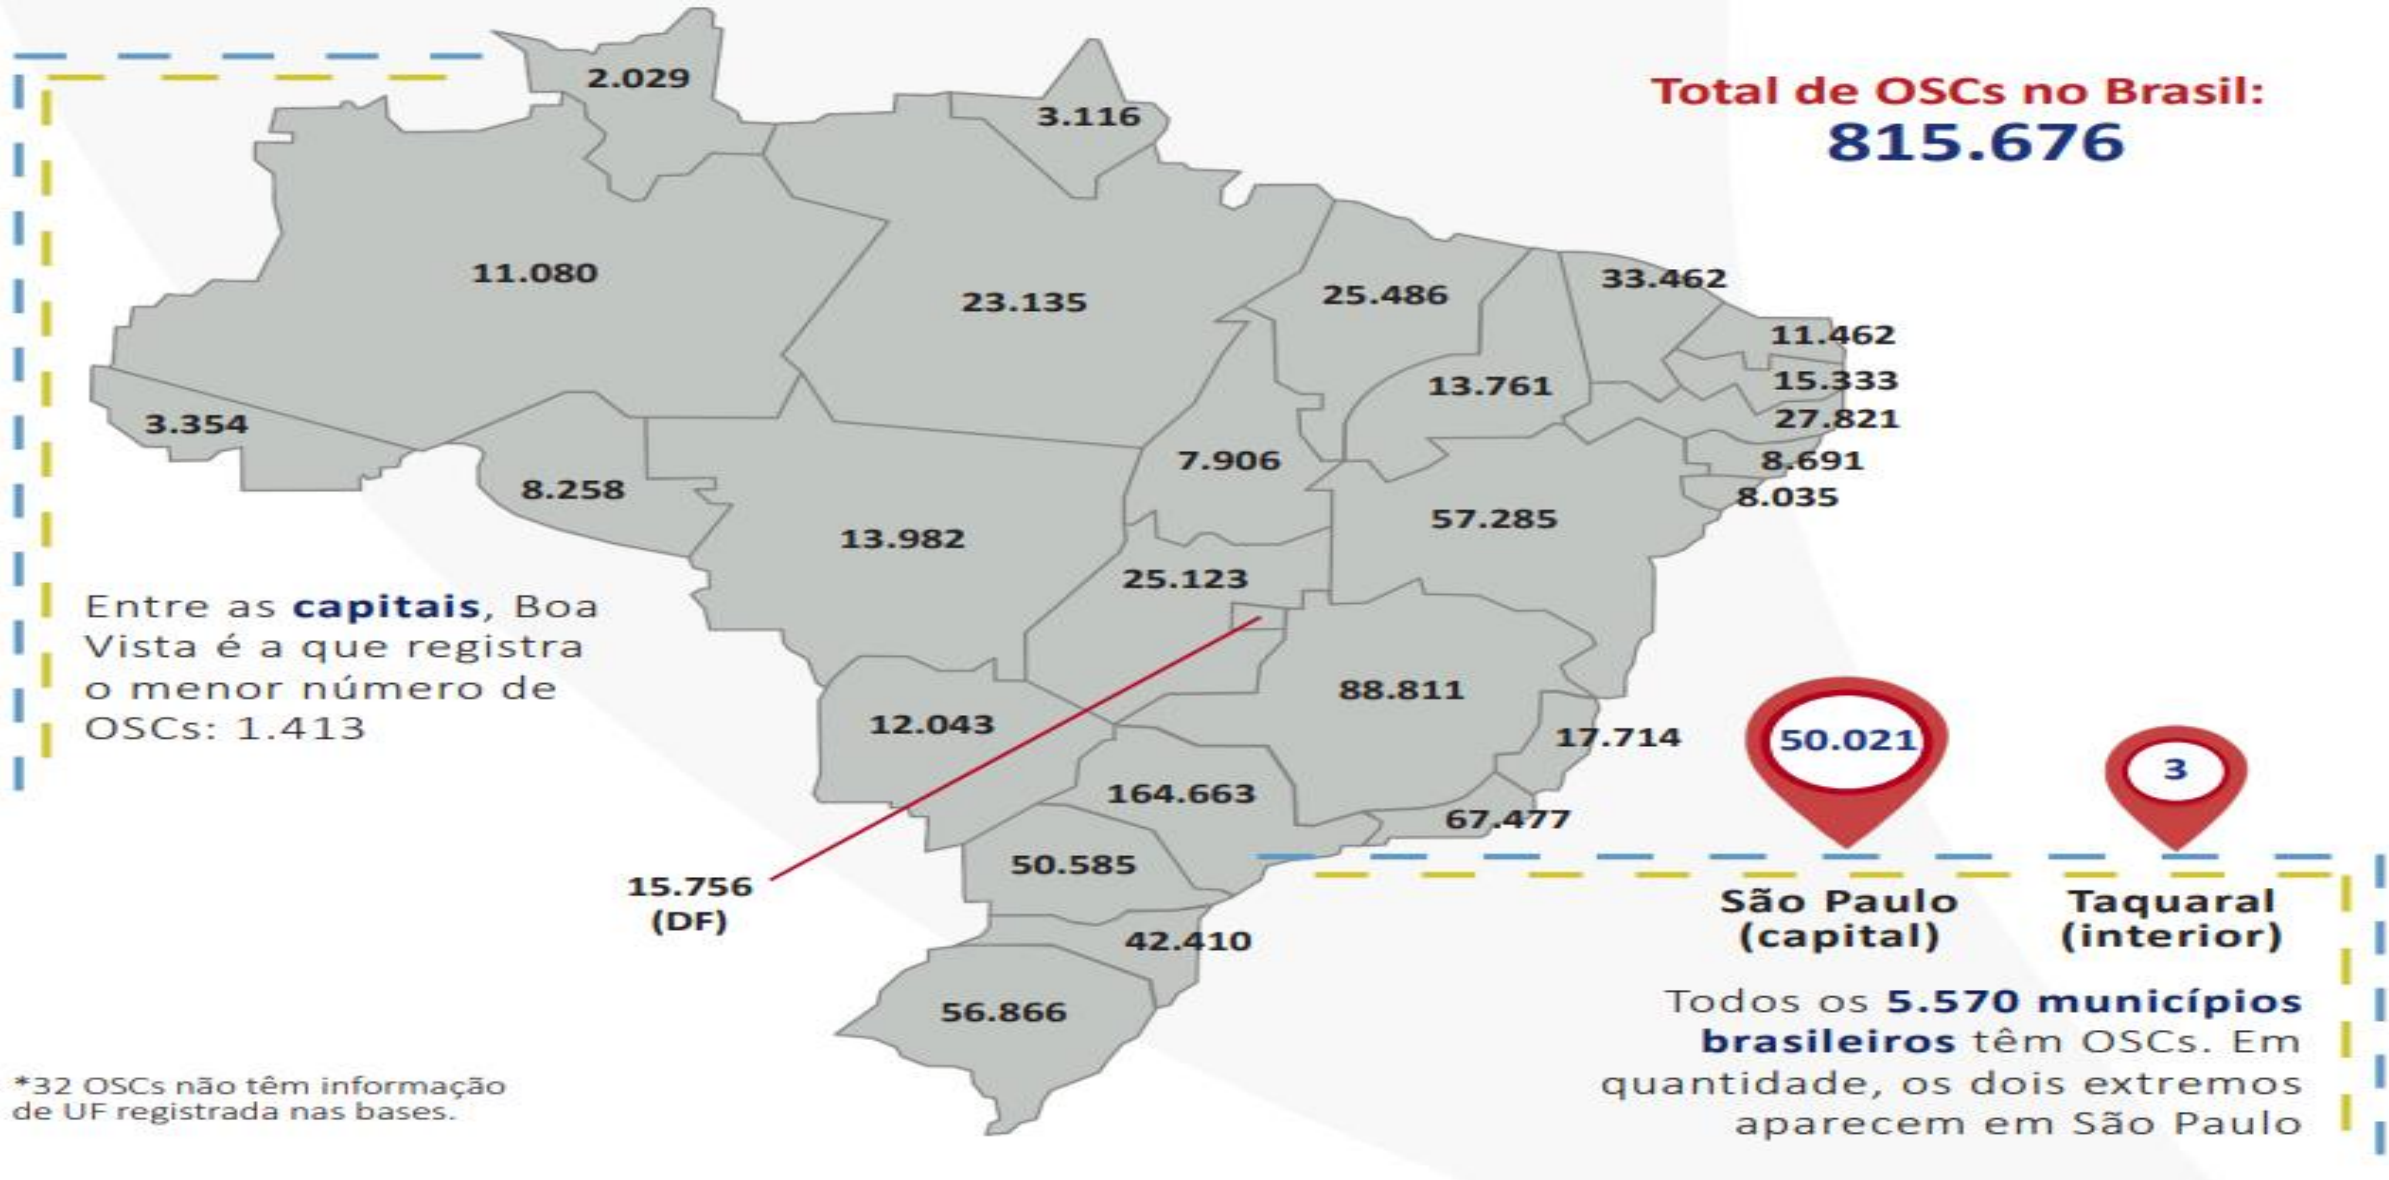 2.029
3.116
Total de OSCs no Brasil:
815.676
11.080
23.135
25.486
33.462
11.462
13.761
15.333
27.821
3.354
7.906
8.691
8.258
8.035
57.285
13.982
25.123
Entre as capitais, Boa
Vista é a que registra
o menor número de
OSCs: 1.413
88.811
12.043
17.714
50.021
3
164.663
67.477
50.585
15.756
(DF)
São Paulo
(capital)
Taquaral
(interior)
42.410
56.866
Todos os 5.570 municípios
brasileiros têm OSCs. Em
quantidade, os dois extremos
aparecem em São Paulo
*32 OSCs não têm informação
de UF registrada nas bases.